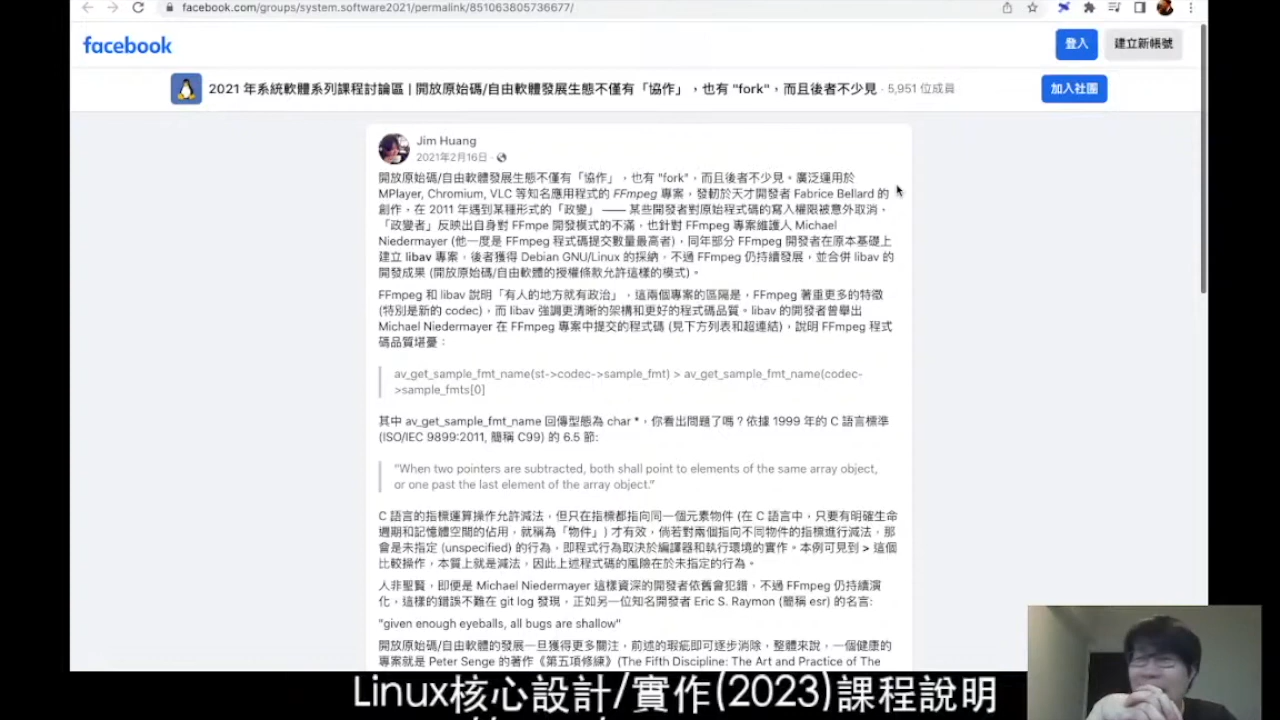 facebook.com/groups/system.software2021/permalink/851063805736677/
facebook
登入
建立新帳號
2021 年系統軟體系列課程討論區 | 開放原始碼/自由軟體發展生態不僅有「協作」，也有 "fork"，而且後者不少見 · 5,951 位成員
加入社團
Jim Huang
2021年2月16日 ·
開放原始碼/自由軟體發展生態不僅有「協作」，也有 "fork"，而且後者不少見。廣泛運用於
MPlayer, Chromium, VLC 等知名應用程式的 FFmpeg 專案，發軔於天才開發者 Fabrice Bellard 的
創作，在 2011 年遇到某種形式的「政變」 —— 某些開發者對原始程式碼的寫入權限被意外取消，
「政變者」反映出自身對 FFmpe 開發模式的不滿，也針對 FFmpeg 專案維護人 Michael
Niedermayer (他一度是 FFmpeg 程式碼提交數量最高者)，同年部分 FFmpeg 開發者在原本基礎上
建立 libav 專案，後者獲得 Debian GNU/Linux 的採納，不過 FFmpeg 仍持續發展，並合併 libav 的
開發成果 (開放原始碼/自由軟體的授權條款允許這樣的模式)。
FFmpeg 和 libav 說明「有人的地方就有政治」，這兩個專案的區隔是，FFmpeg 著重更多的特徵
(特別是新的 codec)，而 libav 強調更清晰的架構和更好的程式碼品質。libav 的開發者曾舉出
Michael Niedermayer 在 FFmpeg 專案中提交的程式碼 (見下方列表和超連結)，說明 FFmpeg 程式
碼品質堪憂：
av_get_sample_fmt_name(st->codec->sample_fmt) > av_get_sample_fmt_name(codec-
>sample_fmts[0]
其中 av_get_sample_fmt_name 回傳型態為 char *，你看出問題了嗎？依據 1999 年的 C 語言標準
(ISO/IEC 9899:2011, 簡稱 C99) 的 6.5 節:
"When two pointers are subtracted, both shall point to elements of the same array object,
or one past the last element of the array object."
C 語言的指標運算操作允許減法，但只在指標都指向同一個元素物件 (在 C 語言中，只要有明確生命
週期和記憶體空間的佔用，就稱為「物件」) 才有效，倘若對兩個指向不同物件的指標進行減法，那
會是未指定 (unspecified) 的行為，即程式行為取決於編譯器和執行環境的實作。本例可見到 > 這個
比較操作，本質上就是減法，因此上述程式碼的風險在於未指定的行為。
人非聖賢，即便是 Michael Niedermayer 這樣資深的開發者依舊會犯錯，不過 FFmpeg 仍持續演
化，這樣的錯誤不難在 git log 發現，正如另一位知名開發者 Eric S. Raymon (簡稱 esr) 的名言:
"given enough eyeballs, all bugs are shallow"
開放原始碼/自由軟體的發展一旦獲得更多關注，前述的瑕疵即可逐步消除，整體來說，一個健康的
專案就是 Peter Senge 的著作《第五項修練》(The Fifth Discipline: The Art and Practice of The
Linux核心設計/實作(2023)課程說明